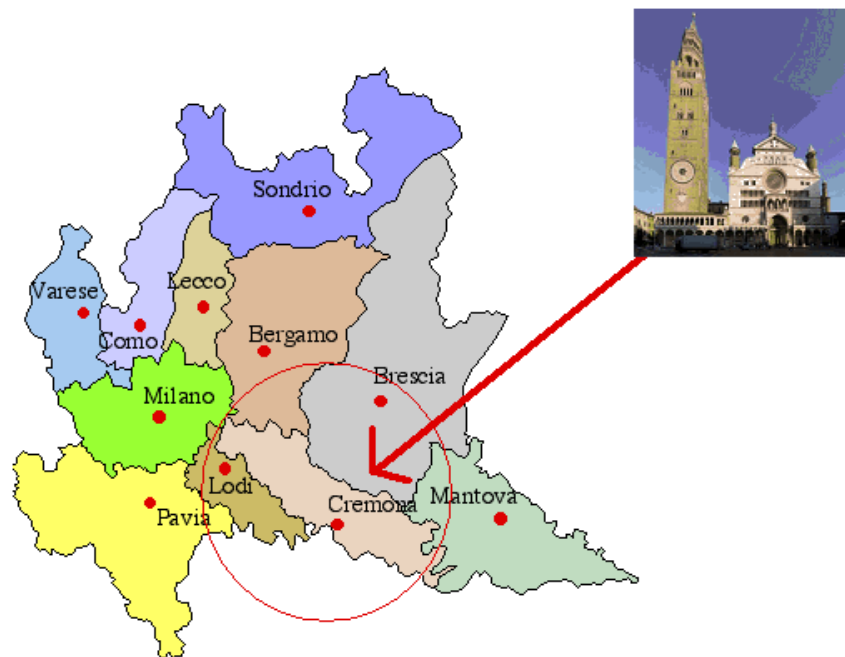 Sondrio
Lecco
Varese
Como
Bergamo
Brescia
Milano
Lodi
Mantova
Cremona
Pavia